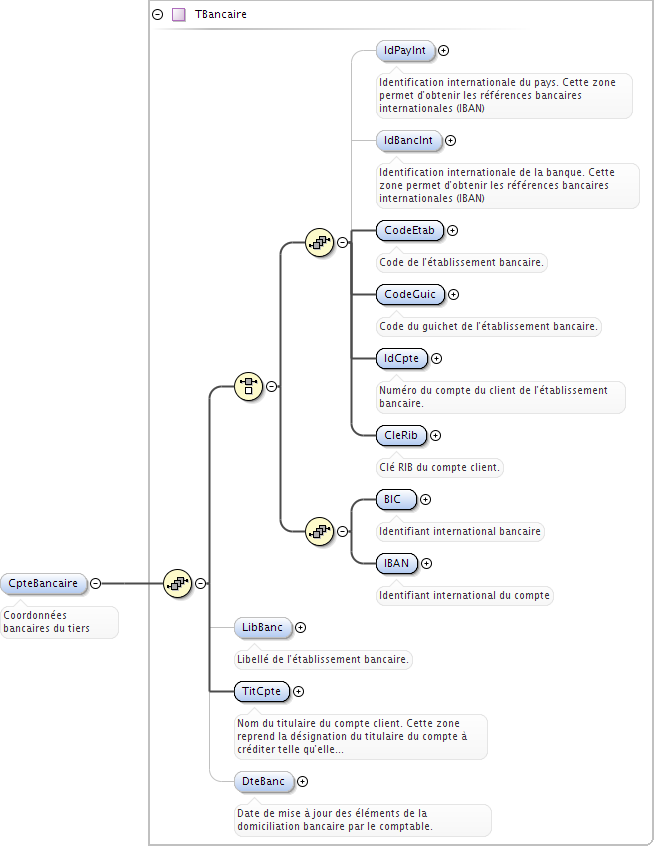 TBancaire
IdPayInt
Identification internationale du pays. Cette zone
permet d'obtenir les références bancaires
internationales (IBAN)
IdBancInt
Identification internationale de la banque. Cette
zone permet d'obtenir les références bancaires
internationales (IBAN)
CodeEtab
Code de l'établissement bancaire.
CodeGuic
Code du guichet de l'établissement bancaire.
IdCpte
Numéro du compte du client de l'établissement
bancaire.
CleRib
Clé RIB du compte client.
BIC
Identifiant international bancaire
IBAN
Identifiant international du compte
CpteBancaire
Coordonnées
bancaires du tiers
LibBanc
Libellé de l'établissement bancaire.
TitCpte
Nom du titulaire du compte client. Cette zone
reprend la désignation du titulaire du compte à
créditer telle qu'elle...
DteBanc
Date de mise à jour des éléments de la
domiciliation bancaire par le comptable.